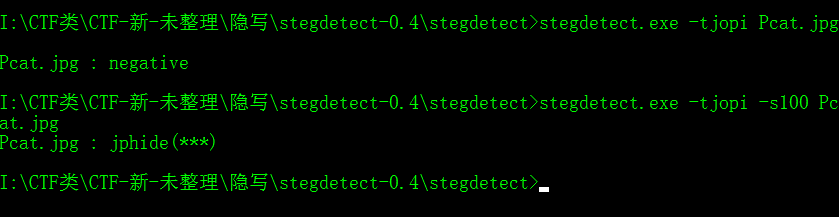 I:\CTF类\CTF-新-未整理\隐写\stegdetect-0.4\stegdetect>stegdetect.exe -tjopi Pcat.jpg
Pcat.jpg : negative
I:\CTF类\CTF-新-未整理\隐写\stegdetect-0.4\stegdetect>stegdetect.exe -tjopi -s100 Pc
at.jpg
Pcat.jpg : jphide(***)
I:\CTF类\CTF-新-未整理\隐写\stegdetect-0.4\stegdetect>